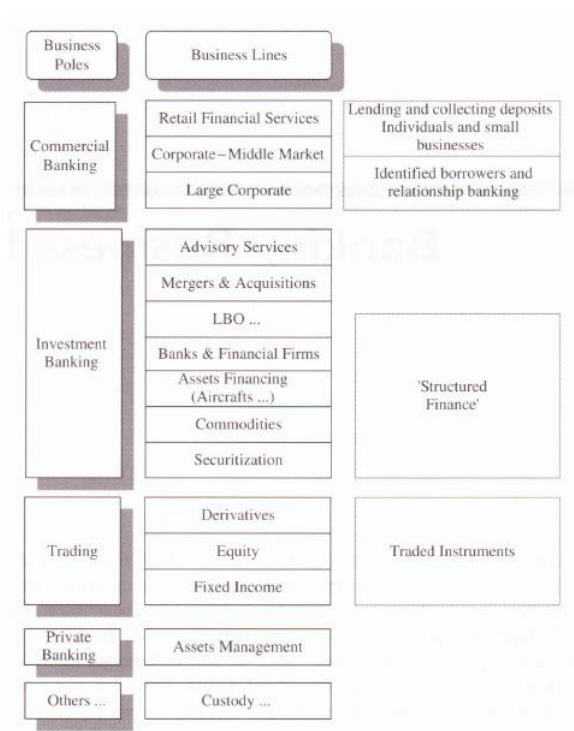 Business
Poles
Business Lines
Commercial
Banking
Retail Financial Services
Corporate–Middle Market
Large Corporate
Lending and collecting deposits
Individuals and small
businesses
Identified borrowers and
relationship banking
Investment
Banking
Advisory Services
Mergers & Acquisitions
LBO ...
Banks & Financial Firms
Assets Financing
(Aircrafts ...)
Commodities
Securitization
'Structured
Finance'
Trading
Derivatives
Equity
Fixed Income
Traded Instruments
Private
Banking
Assets Management
Others ...
Custody ...